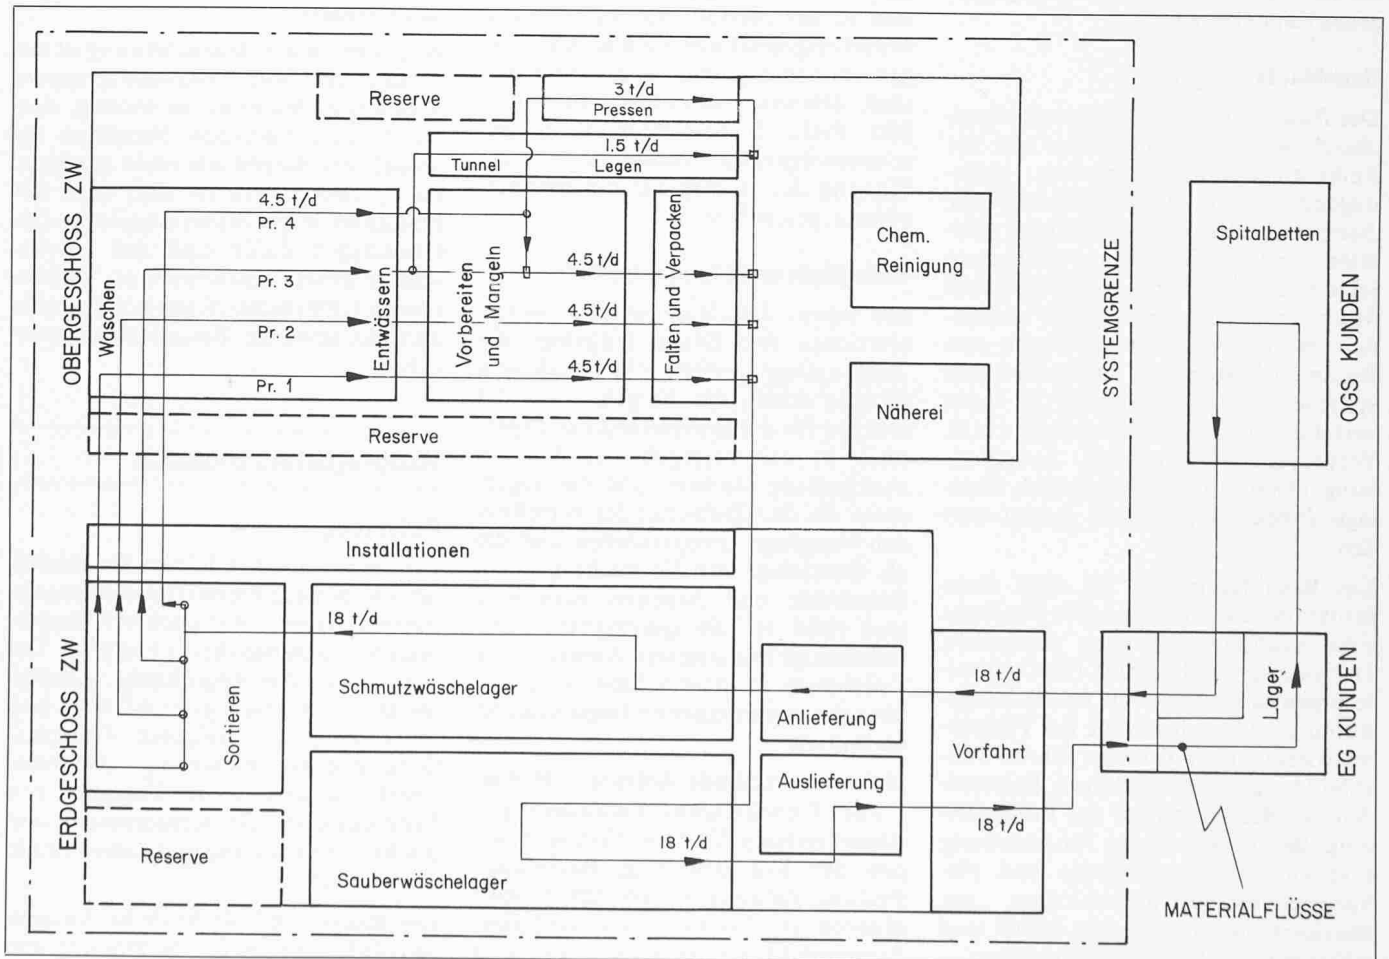 Reserve
3 t/d
Pressen
1.5 t/d
Tunnel Legen
OBERGESCHOSS ZW
Waschen
4.5 t/d
Pr. 4
Pr. 3
Pr. 2
Pr. 1
Entwässern
Vorbereiten
und Mangeln
4.5 t/d
4.5 t/d
4.5 t/d
Falten und Verpacken
Chem.
Reinigung
Näherei
Reserve
SYSTEMGRENZE
Spitalbetten
OGS KUNDEN
Installationen
ERDGESCHOSS ZW
Sortieren
18 t/d
Schmutzwäschelager
Anlieferung
18 t/d
Vorfahrt
Lager
EG KUNDEN
Auslieferung
18 t/d
18 t/d
Sauberwäschelager
Reserve
MATERIALFLÜSSE